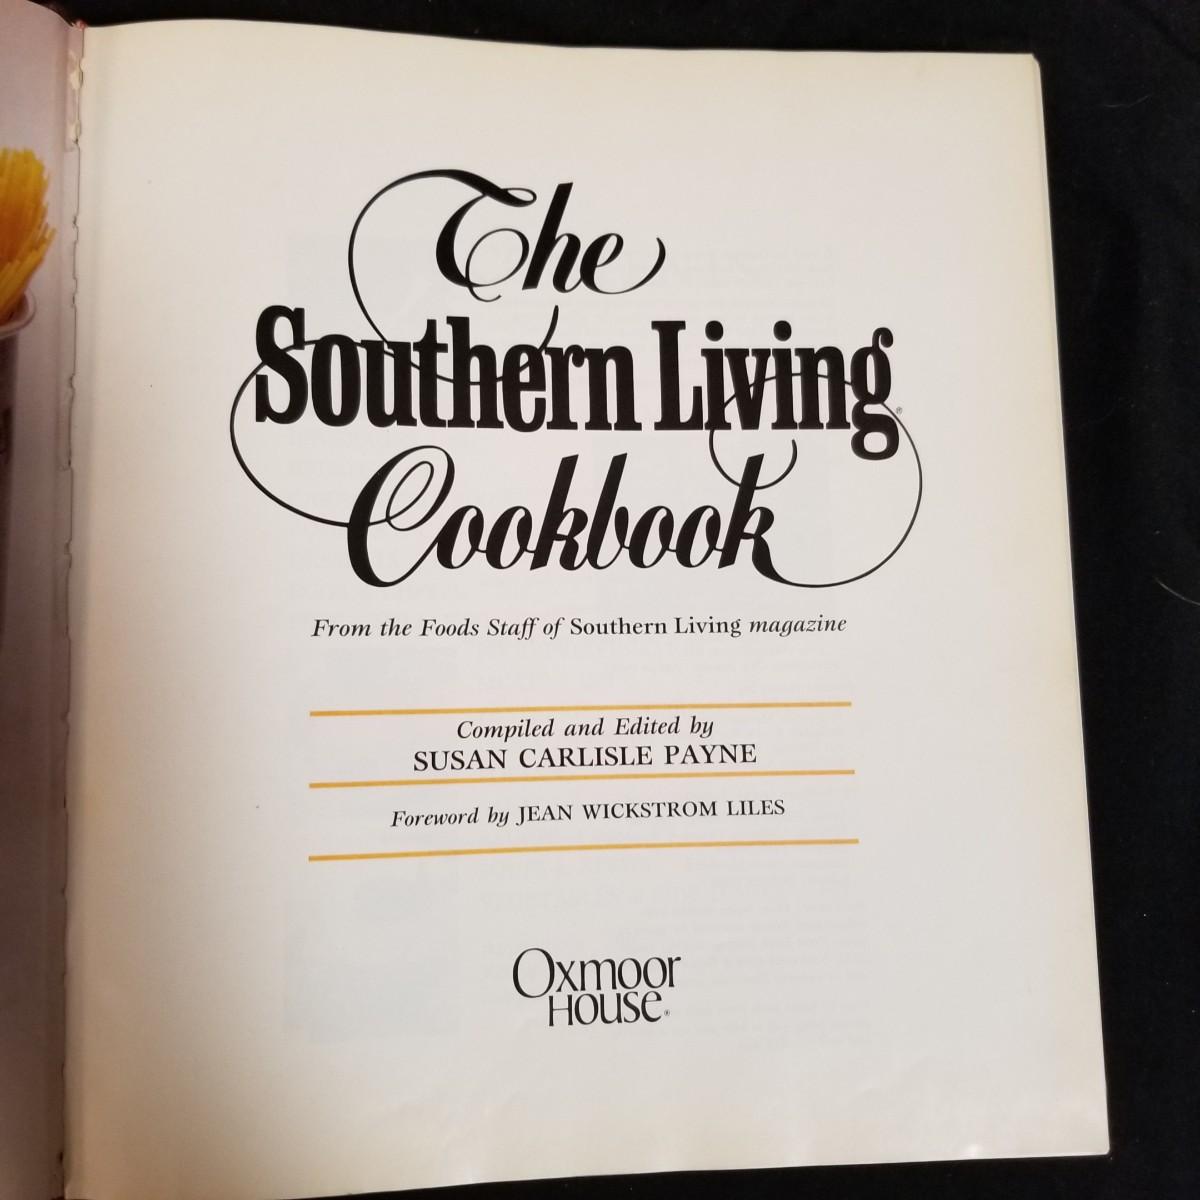 The
Southern Living®
Cookbook
From the Foods Staff of Southern Living magazine
Compiled and Edited by
SUSAN CARLISLE PAYNE
Foreword by JEAN WICKSTROM LILES
Oxmoor
House®